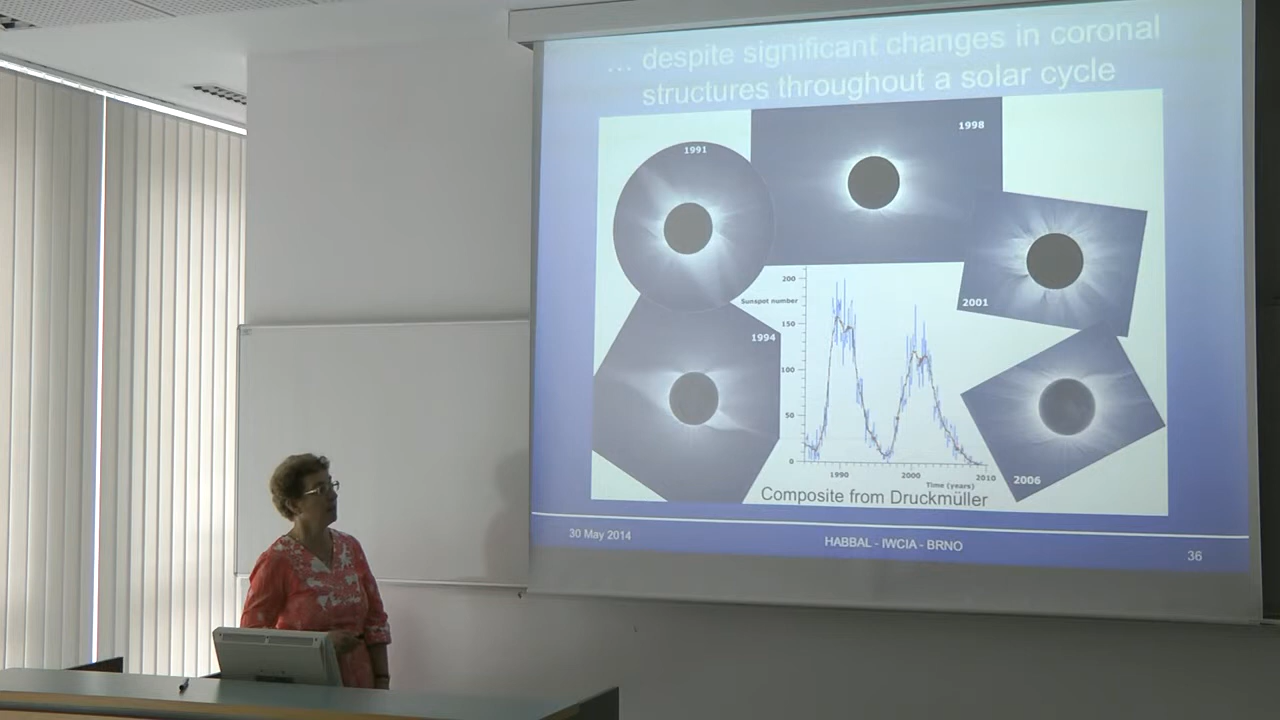 ... despite significant changes in coronal
structures throughout a solar cycle
1991
1998
2001
1994
2006
Sunspot number
200
150
100
50
0
1990
2000
2010
Time (years)
Composite from Druckmüller
30 May 2014
HABBAL - IWCIA - BRNO
36